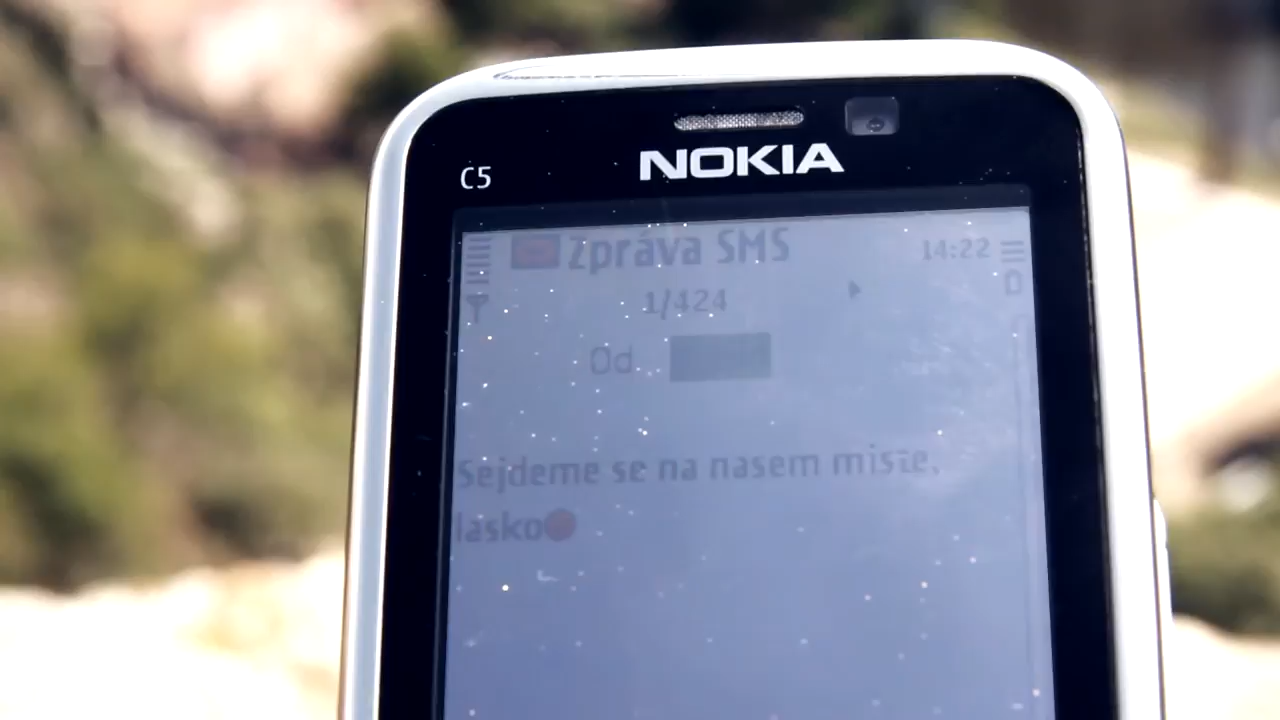 C5
NOKIA
Zpráva SMS
14:22
1/424
Od
Sejdeme se na nasem miste,
lasko